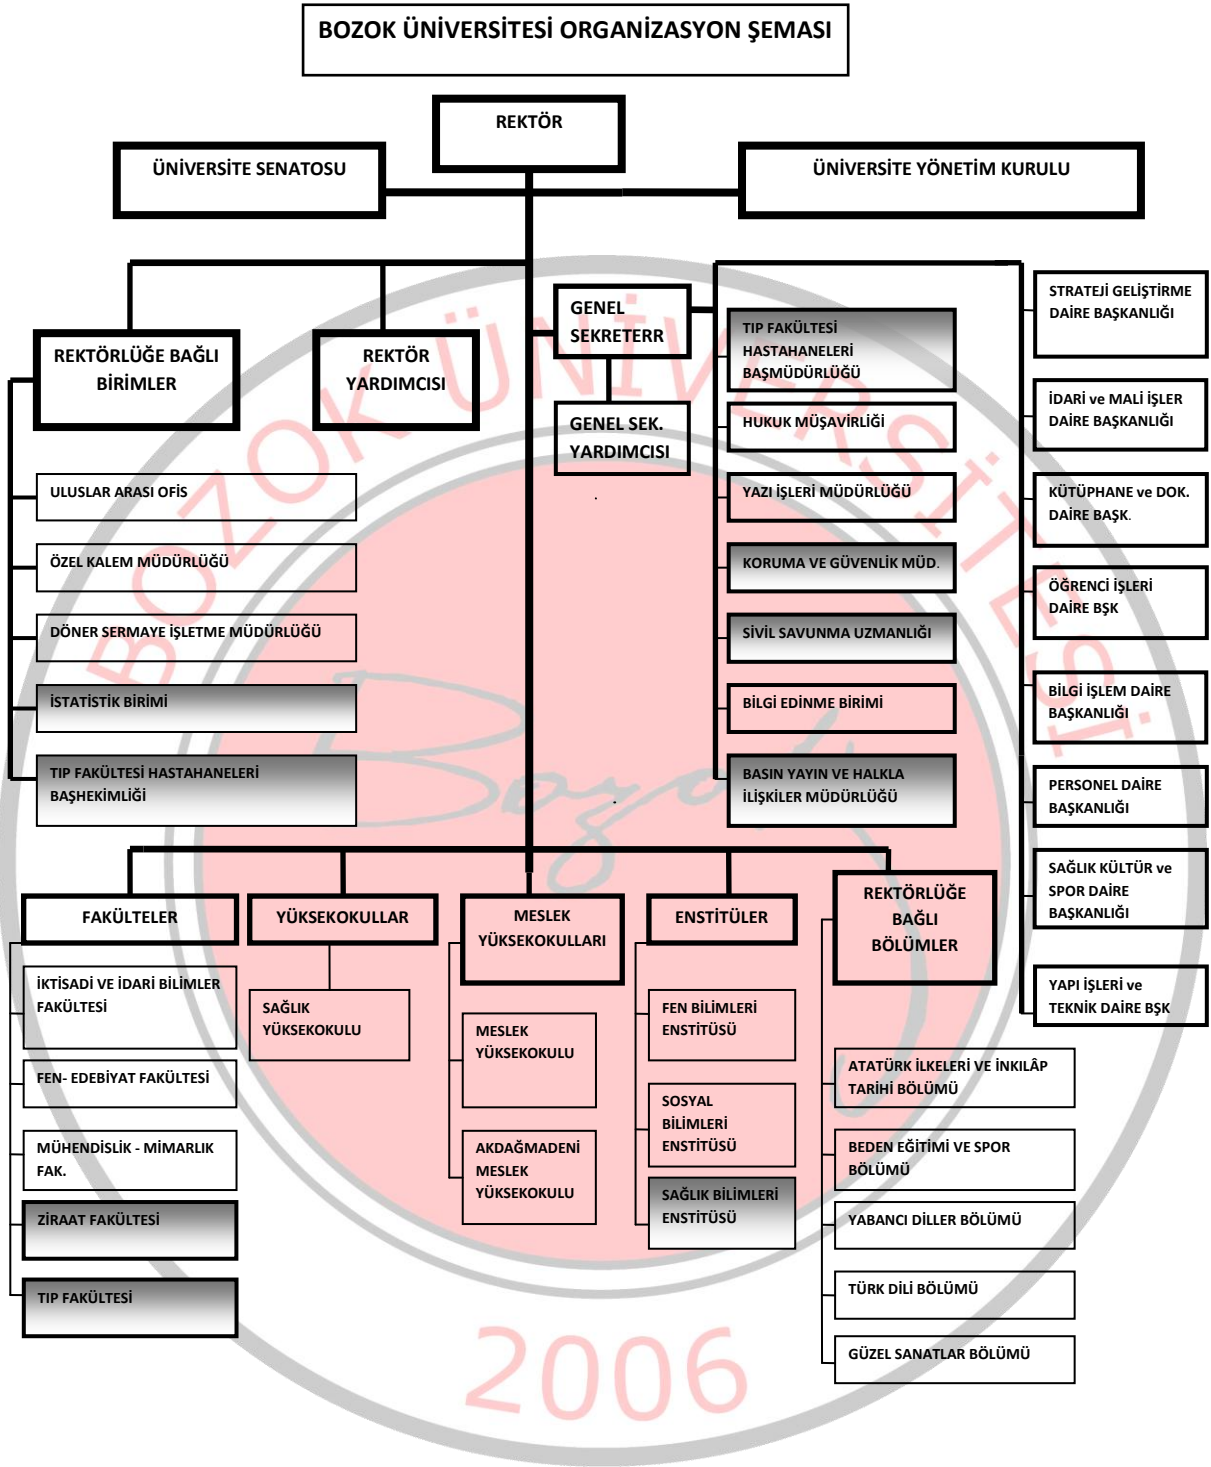 BOZOK ÜNİVERSİTESİ ORGANİZASYON ŞEMASI
REKTÖR
ÜNİVERSİTE SENATOSU
ÜNİVERSİTE YÖNETİM KURULU
REKTÖRLÜĞE BAĞLI
BİRİMLER
REKTÖR
YARDIMCISI
GENEL
SEKRETERR
GENEL SEK.
YARDIMCISI
ULUSLAR ARASI OFİS
ÖZEL KALEM MÜDÜRLÜĞÜ
DÖNER SERMAYE İŞLETME MÜDÜRLÜĞÜ
İSTATİSTİK BİRİMİ
TIP FAKÜLTESİ HASTAHANELERİ
BAŞHEKİMLİĞİ
TIP FAKÜLTESİ
HASTAHANELERİ
BAŞMÜDÜRLÜĞÜ
HUKUK MÜŞAVİRLİĞİ
YAZI İŞLERİ MÜDÜRLÜĞÜ
KORUMA VE GÜVENLİK MÜD.
SİVİL SAVUNMA UZMANLIĞI
BİLGİ EDİNME BİRİMİ
BASIN YAYIN VE HALKLA
İLİŞKİLER MÜDÜRLÜĞÜ
STRATEJİ GELİŞTİRME
DAİRE BAŞKANLIĞI
İDARİ ve MALİ İŞLER
DAİRE BAŞKANLIĞI
KÜTÜPHANE ve DOK.
DAİRE BAŞK.
ÖĞRENCİ İŞLERİ
DAİRE BŞK
BİLGİ İŞLEM DAİRE
BAŞKANLIĞI
PERSONEL DAİRE
BAŞKANLIĞI
SAĞLIK KÜLTÜR ve
SPOR DAİRE
BAŞKANLIĞI
YAPI İŞLERİ ve
TEKNİK DAİRE BŞK
FAKÜLTELER
İKTİSADİ VE İDARİ BİLİMLER
FAKÜLTESİ
FEN- EDEBİYAT FAKÜLTESİ
MÜHENDİSLİK - MİMARLIK
FAK.
ZİRAAT FAKÜLTESİ
TIP FAKÜLTESİ
YÜKSEKOKULLAR
SAĞLIK
YÜKSEKOKULU
MESLEK
YÜKSEKOKULLARI
MESLEK
YÜKSEKOKULU
AKDAĞMADENİ
MESLEK
YÜKSEKOKULU
ENSTİTÜLER
FEN BİLİMLERİ
ENSTİTÜSÜ
SOSYAL
BİLİMLERİ
ENSTİTÜSÜ
SAĞLIK BİLİMLERİ
ENSTİTÜSÜ
REKTÖRLÜĞE
BAĞLI
BÖLÜMLER
ATATÜRK İLKELERİ VE İNKILÂP
TARİHİ BÖLÜMÜ
BEDEN EĞİTİMİ VE SPOR
BÖLÜMÜ
YABANCI DİLLER BÖLÜMÜ
TÜRK DİLİ BÖLÜMÜ
GÜZEL SANATLAR BÖLÜMÜ
BOZOK ÜNİVERSİTESİ
Bozok
2006